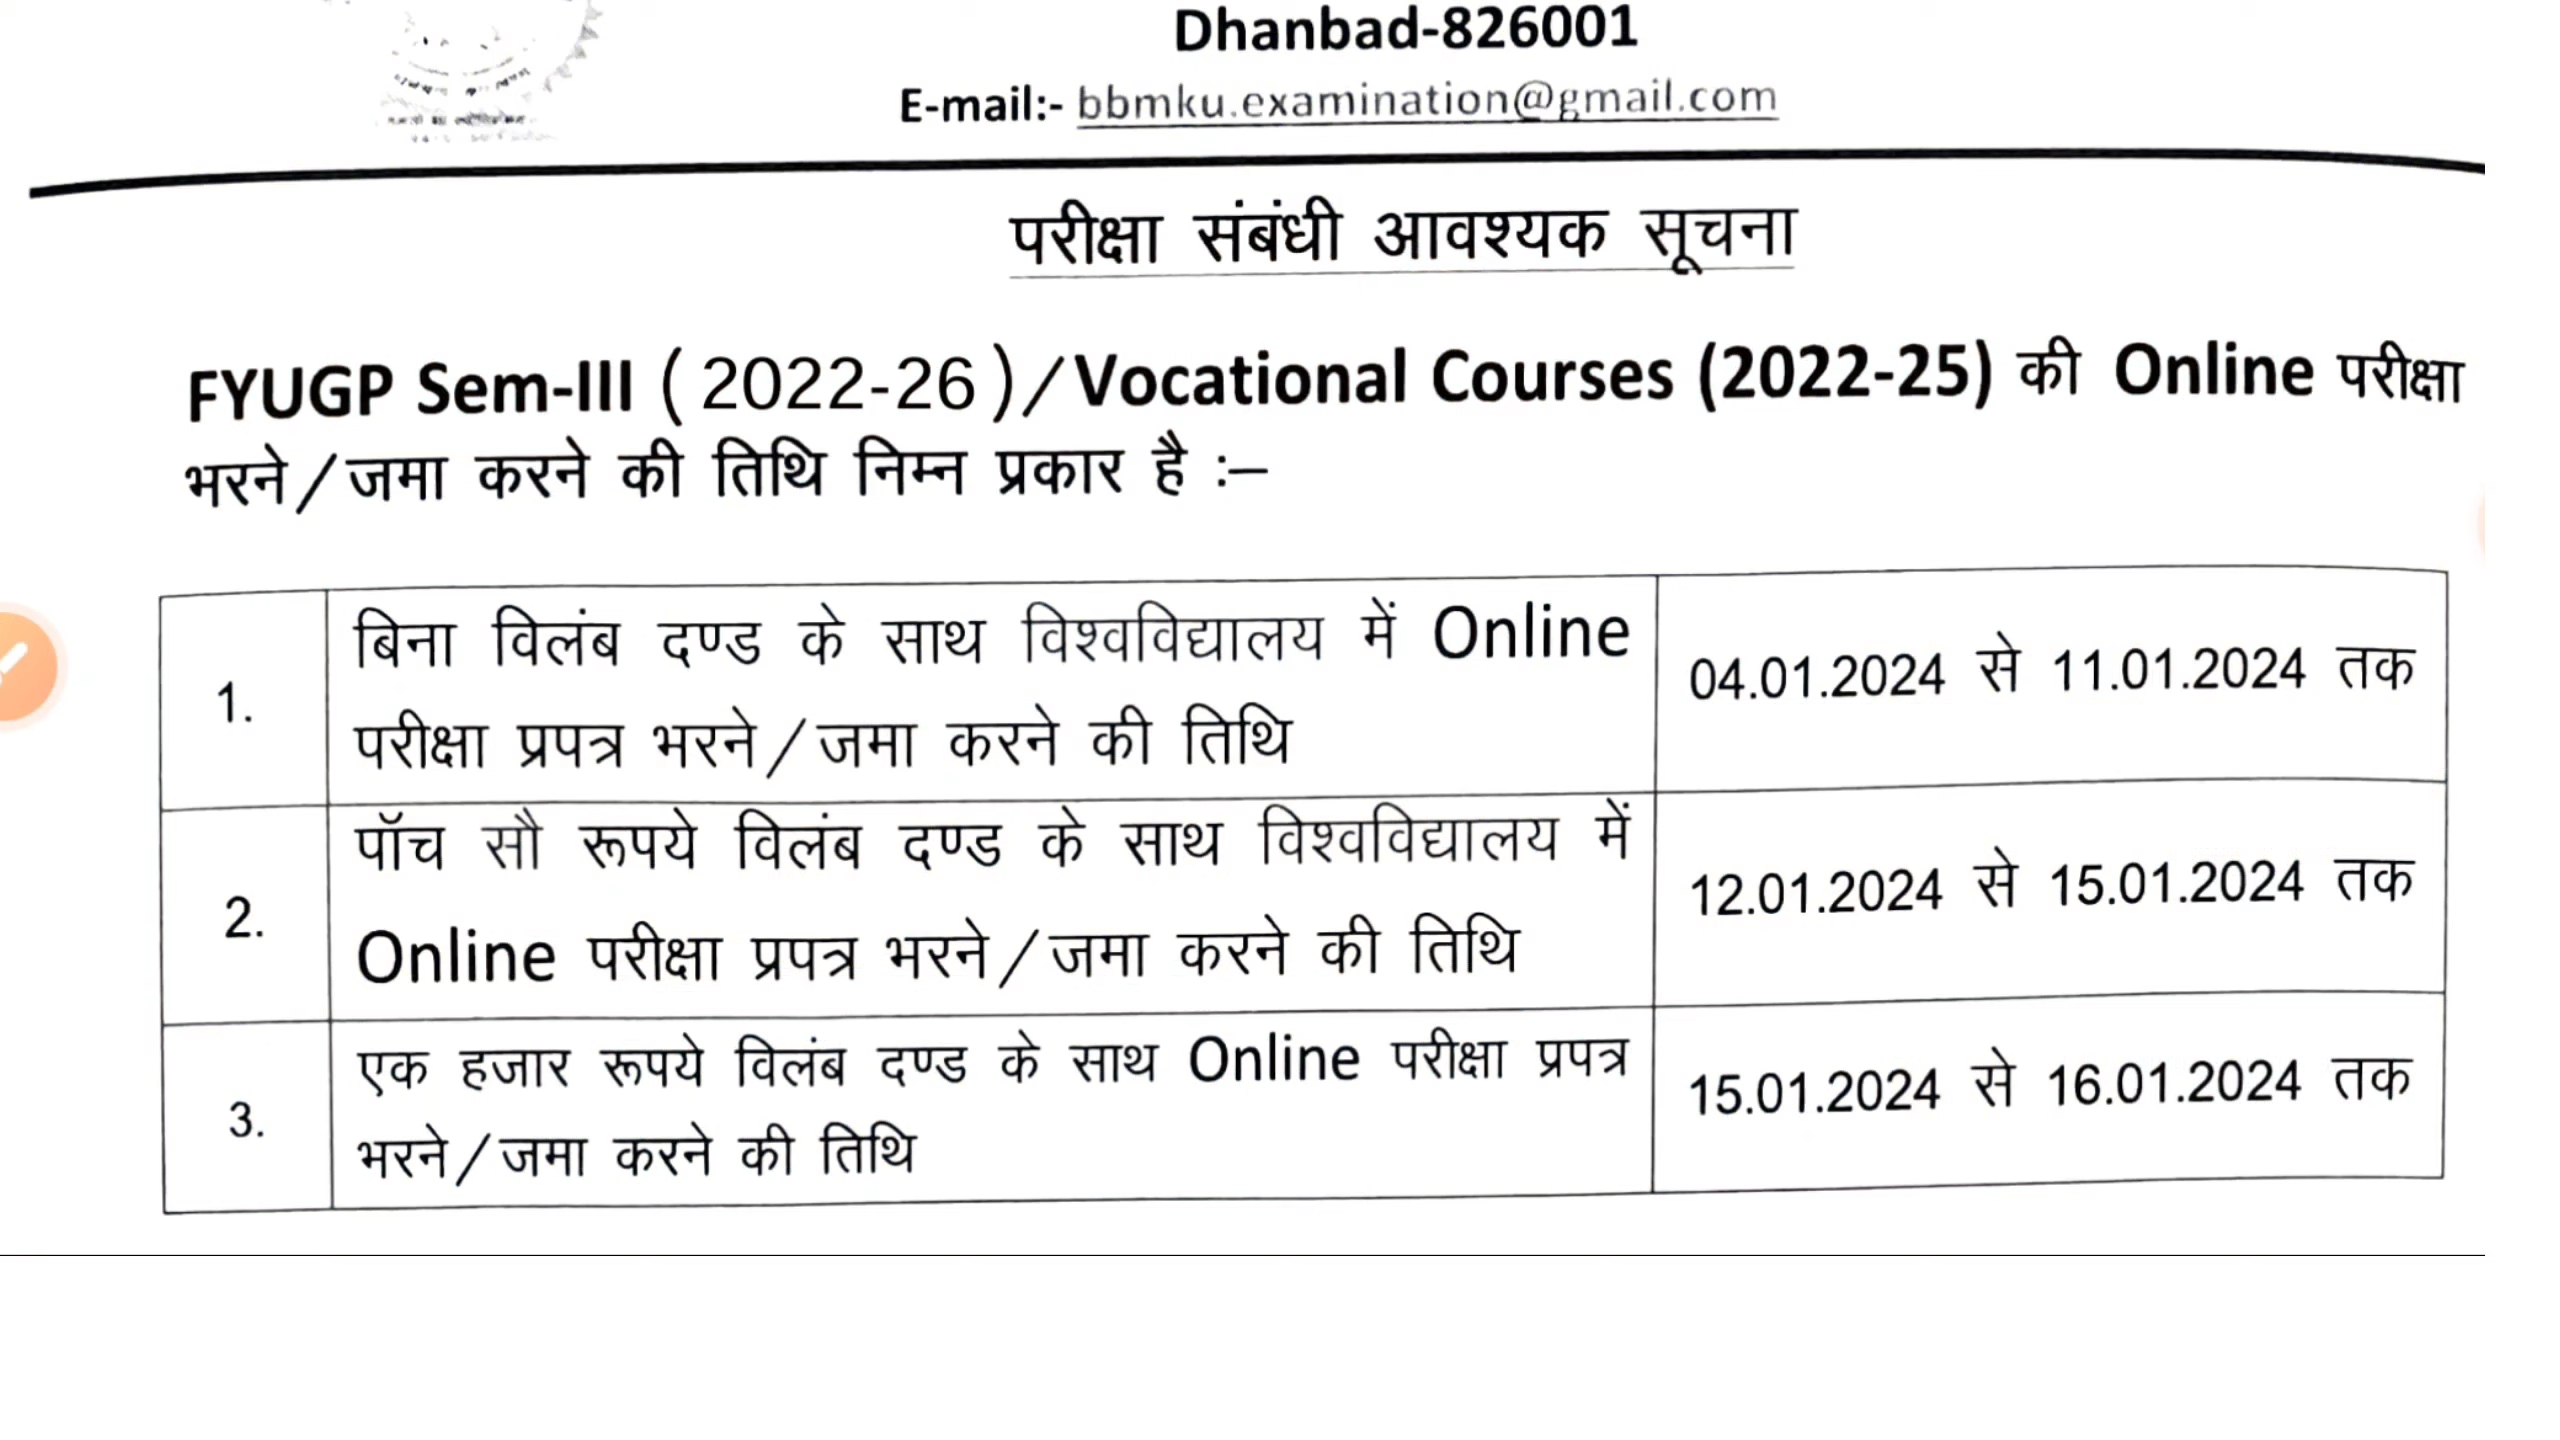 Dhanbad-826001
E-mail:- bbmku.examination@gmail.com
परीक्षा संबंधी आवश्यक सूचना
FYUGP Sem-III ( 2022-26 )/Vocational Courses (2022-25) की Online परीक्षा
भरने/जमा करने की तिथि निम्न प्रकार है :–
1.
बिना विलंब दण्ड के साथ विश्वविद्यालय में Online
परीक्षा प्रपत्र भरने/जमा करने की तिथि
04.01.2024 से 11.01.2024 तक
2.
पॉच सौ रूपये विलंब दण्ड के साथ विश्वविद्यालय में
Online परीक्षा प्रपत्र भरने/जमा करने की तिथि
12.01.2024 से 15.01.2024 तक
3.
एक हजार रूपये विलंब दण्ड के साथ Online परीक्षा प्रपत्र
भरने/जमा करने की तिथि
15.01.2024 से 16.01.2024 तक